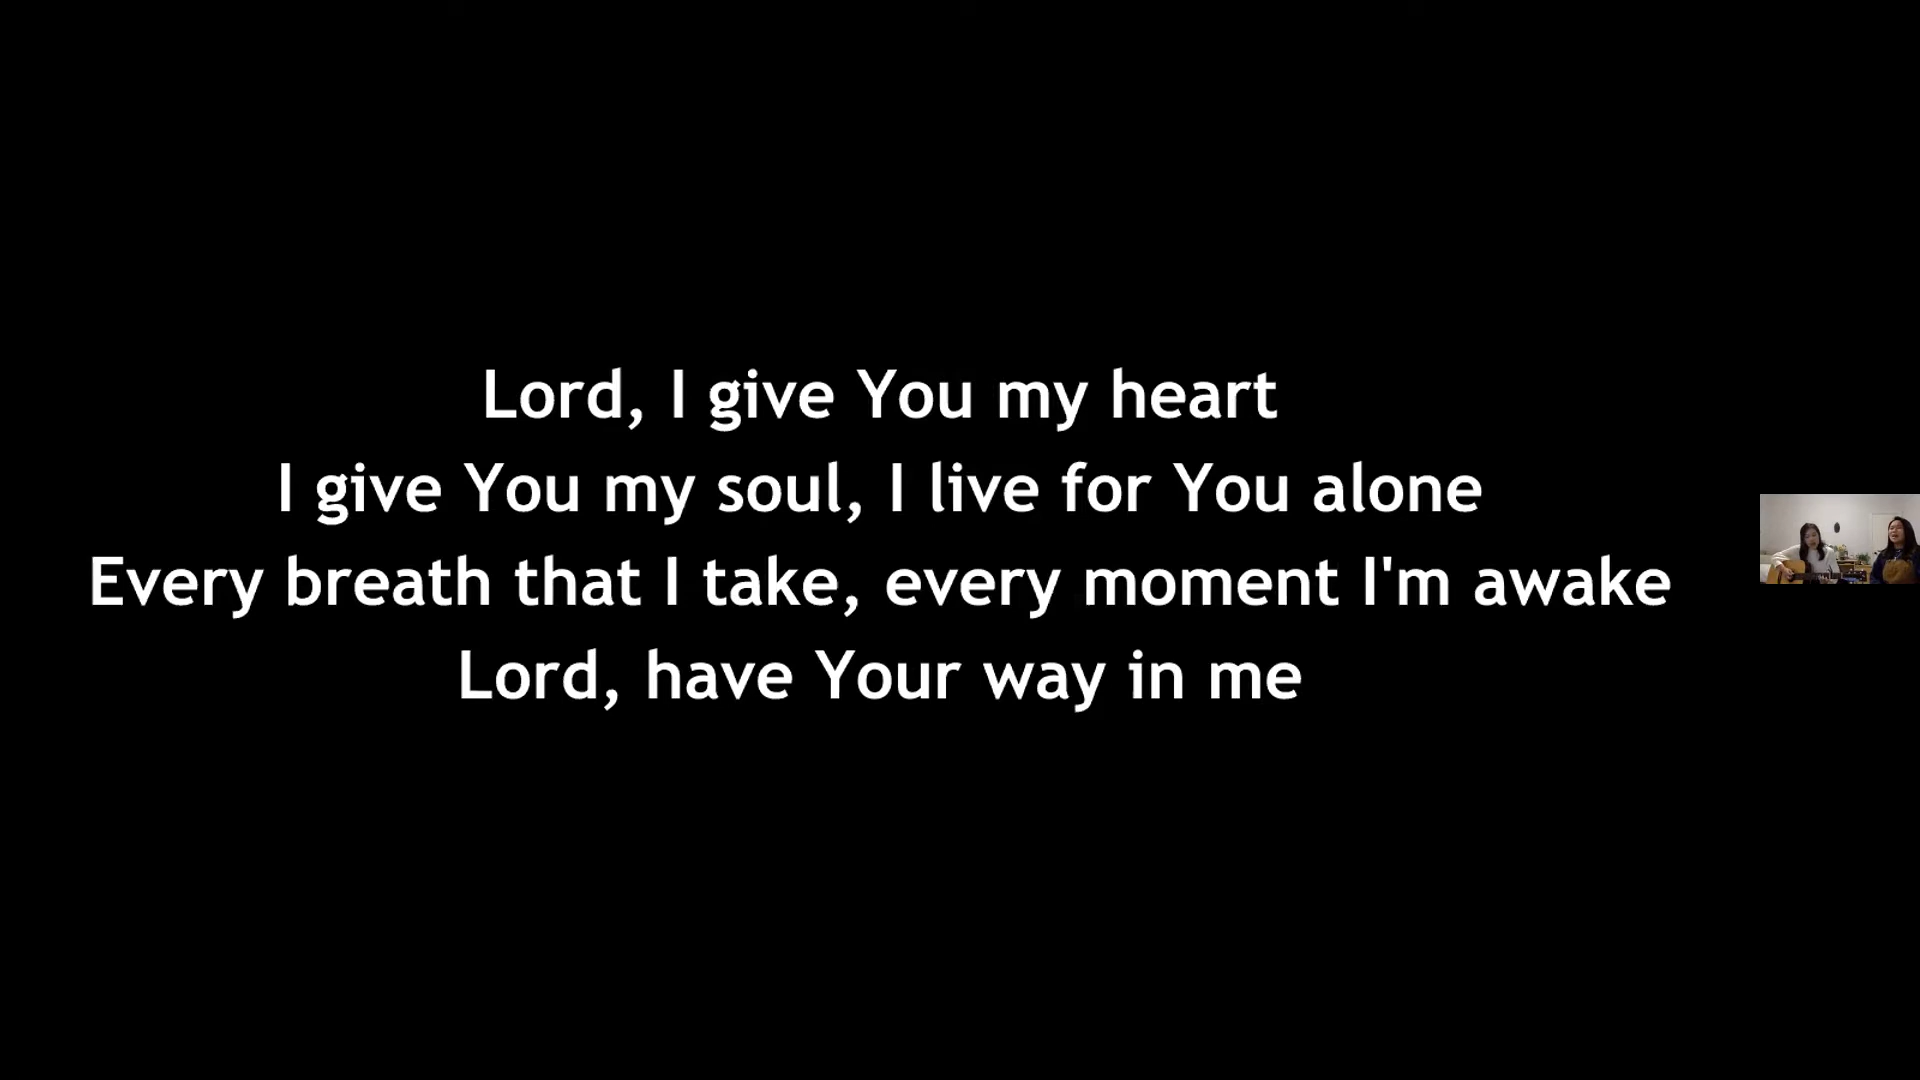 Lord, I give You my heart
I give You my soul, I live for You alone
Every breath that I take, every moment I'm awake
Lord, have Your way in me